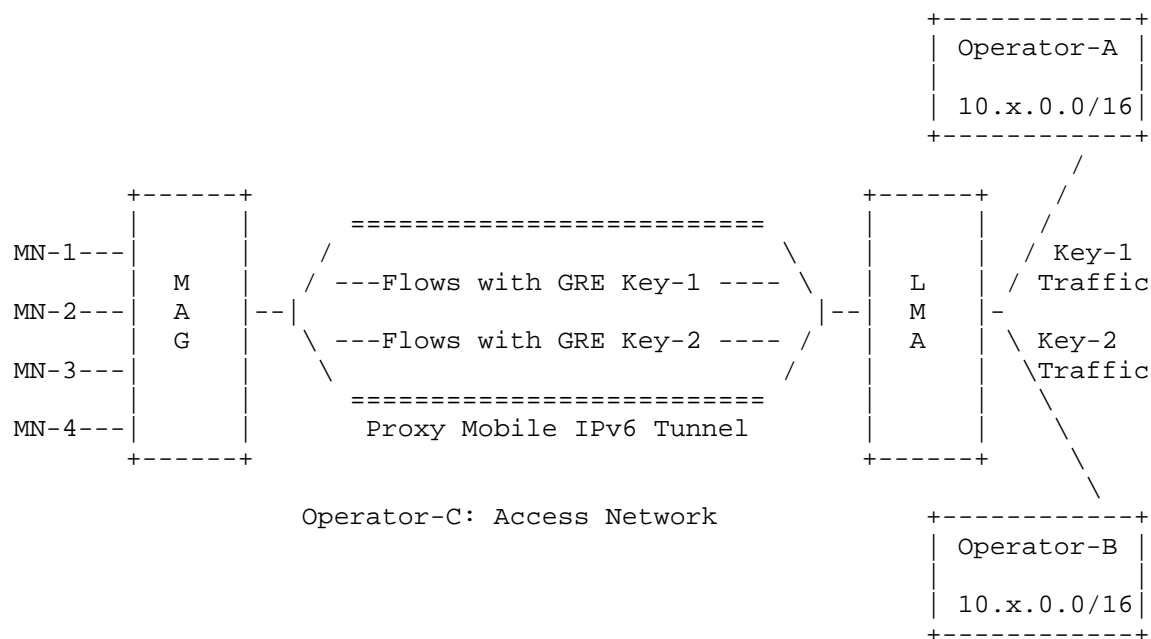 +------------+
| Operator-A |
|            |
| 10.x.0.0/16|
+------------+
/
+------+ +------+ /
| | ========================== | | /
MN-1---| | / \ | | / Key-1
| M | / ---Flows with GRE Key-1 ---- \ | L | / Traffic
MN-2---| A |--| |--| M |-
| G | \ ---Flows with GRE Key-2 ---- / | A | \ Key-2
MN-3---| | \ / | | \Traffic
| | ========================== | | \
MN-4---| | Proxy Mobile IPv6 Tunnel | | \
+------+ +------+ \
\
Operator-C: Access Network +------------+
| Operator-B |
|            |
| 10.x.0.0/16|
+------------+